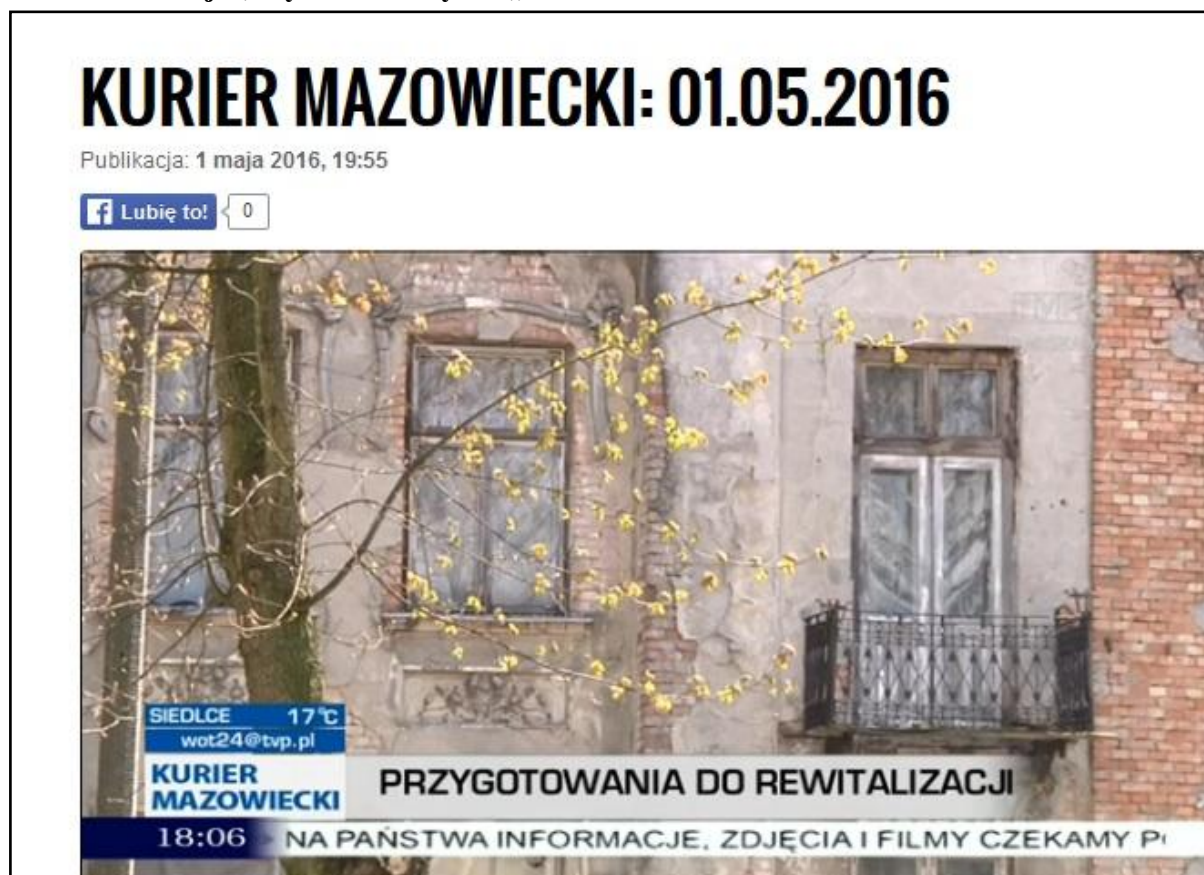 KURIER MAZOWIECKI: 01.05.2016
Publikacja: 1 maja 2016, 19:55
Lubię to! 0
SIEDLCE 17°C
wot24@tvp.pl
KURIER
MAZOWIECKI
PRZYGOTOWANIA DO REWITALIZACJI
18:06 NA PAŃSTWA INFORMACJE, ZDJĘCIA I FILMY CZEKAMY